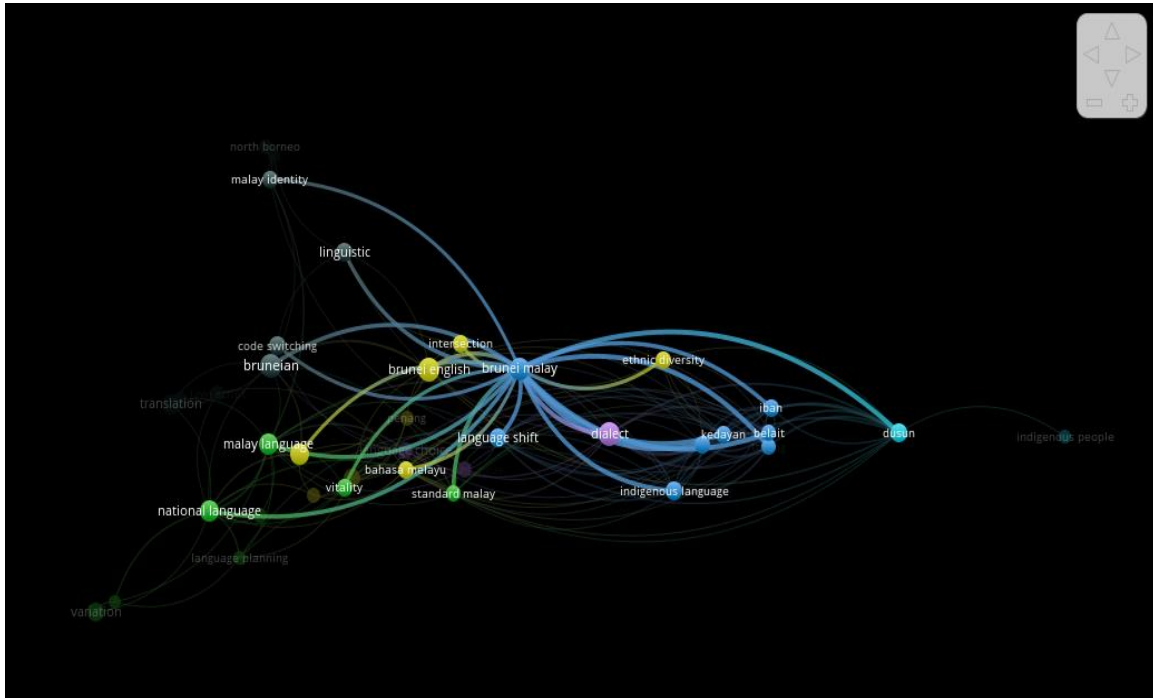 north borneo
malay identity
linguistic
code switching
intersection
bruneian
brunei english
brunei malay
ethnic diversity
translation
iban
penang
malay language
language shift
dialect
kedayan
belait
dusun
indigenous people
bahasa melayu
vitality
standard malay
indigenous language
national language
language planning
variation